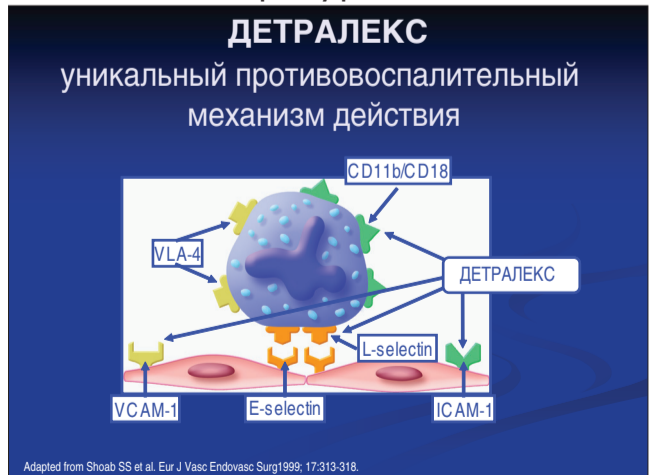 ДЕТРАЛЕКС
уникальный противовоспалительный
механизм действия
CD11b/CD18
VLA-4
ДЕТРАЛЕКС
L-selectin
VCAM-1
E-selectin
ICAM-1
Adapted from Shoab SS et al. Eur J Vasc Endovasc Surg1999; 17:313-318.